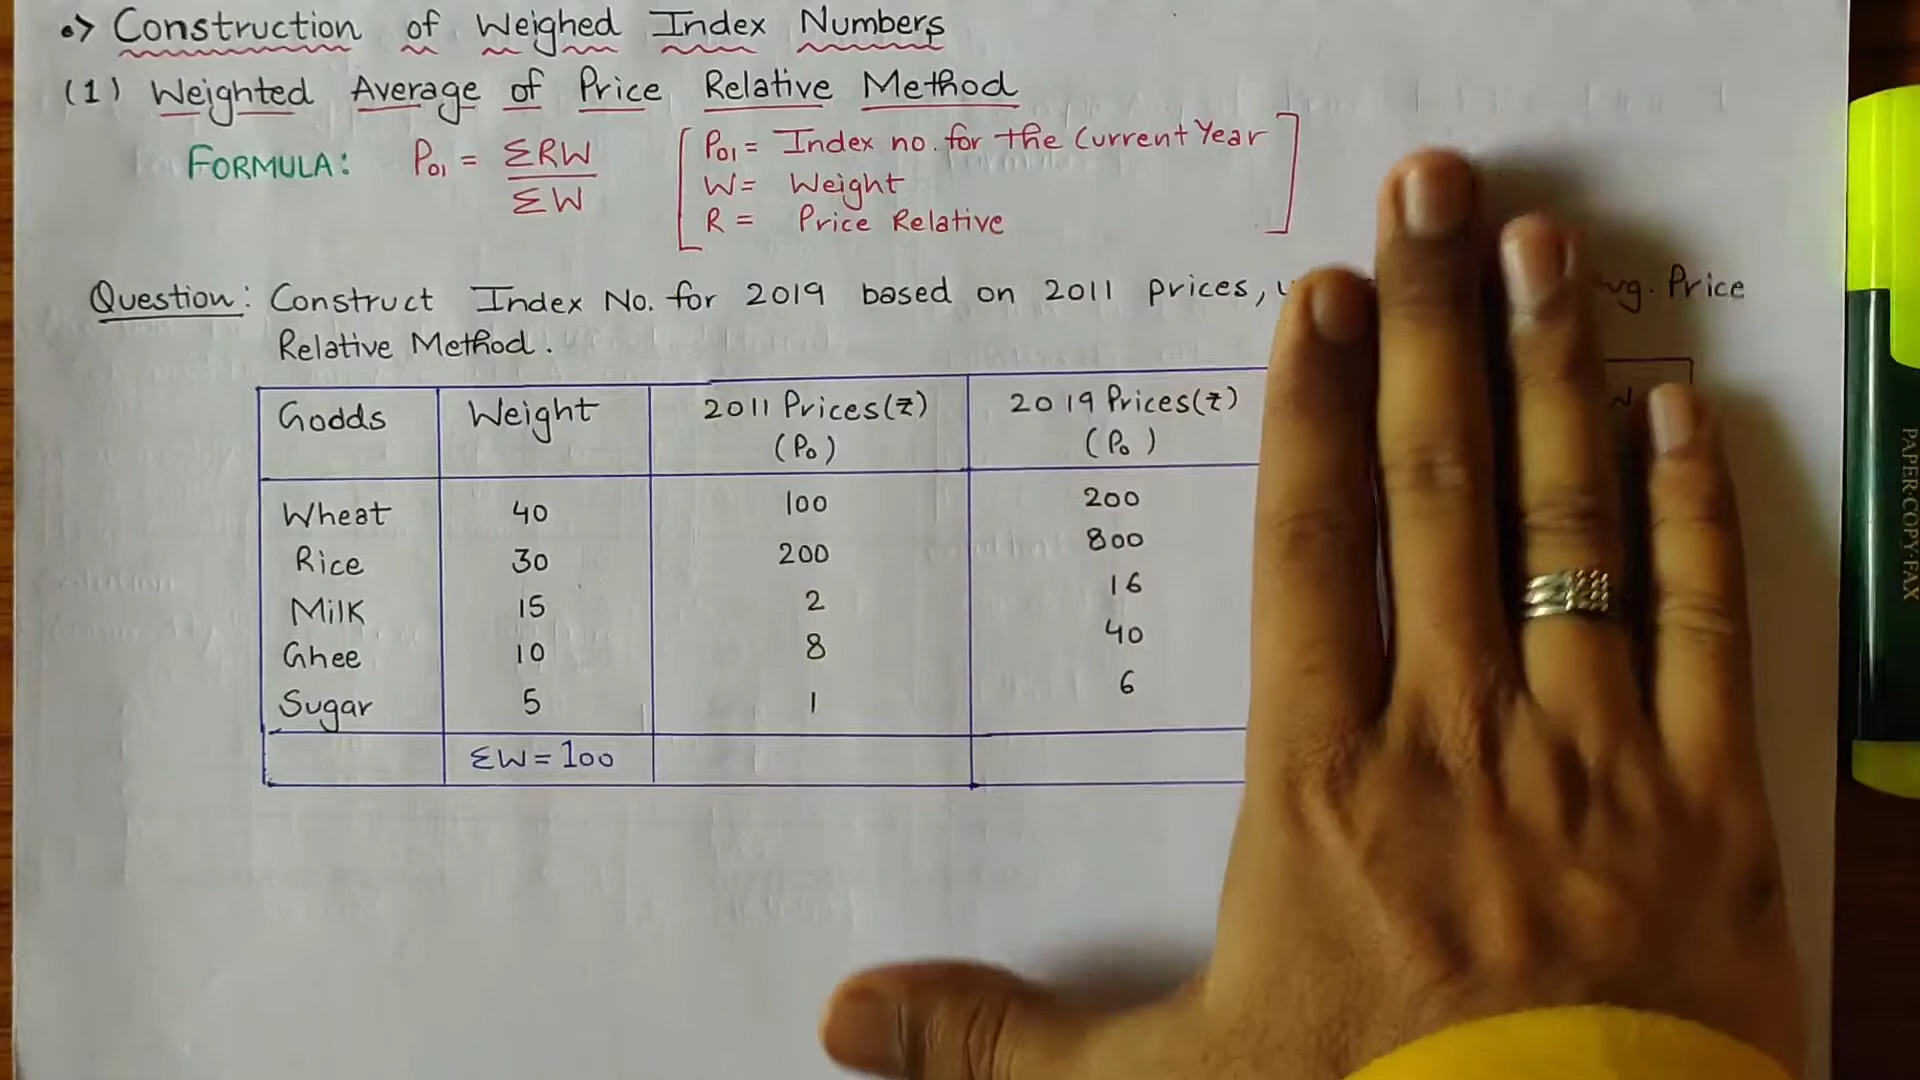 •> Construction of Weighed Index Numbers
(1) Weighted Average of Price Relative Method
FORMULA: P01 = ΣRW / ΣW
[P01 = Index no. for the Current Year
W = Weight
R = Price Relative]
Question: Construct Index No. for 2019 based on 2011 prices, Price
Relative Method.
Godds Weight 2011 Prices(₹) (P0) 2019 Prices(₹) (P0)
Wheat 40 100 200
Rice 30 200 800
Milk 15 2 16
Ghee 10 8 40
Sugar 5 1 6
ΣW = 100
PAPER·COPY·FAX